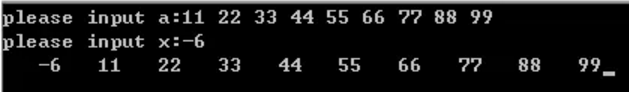 please input a:11 22 33 44 55 66 77 88 99
please input x:-6
-6 11 22 33 44 55 66 77 88 99_